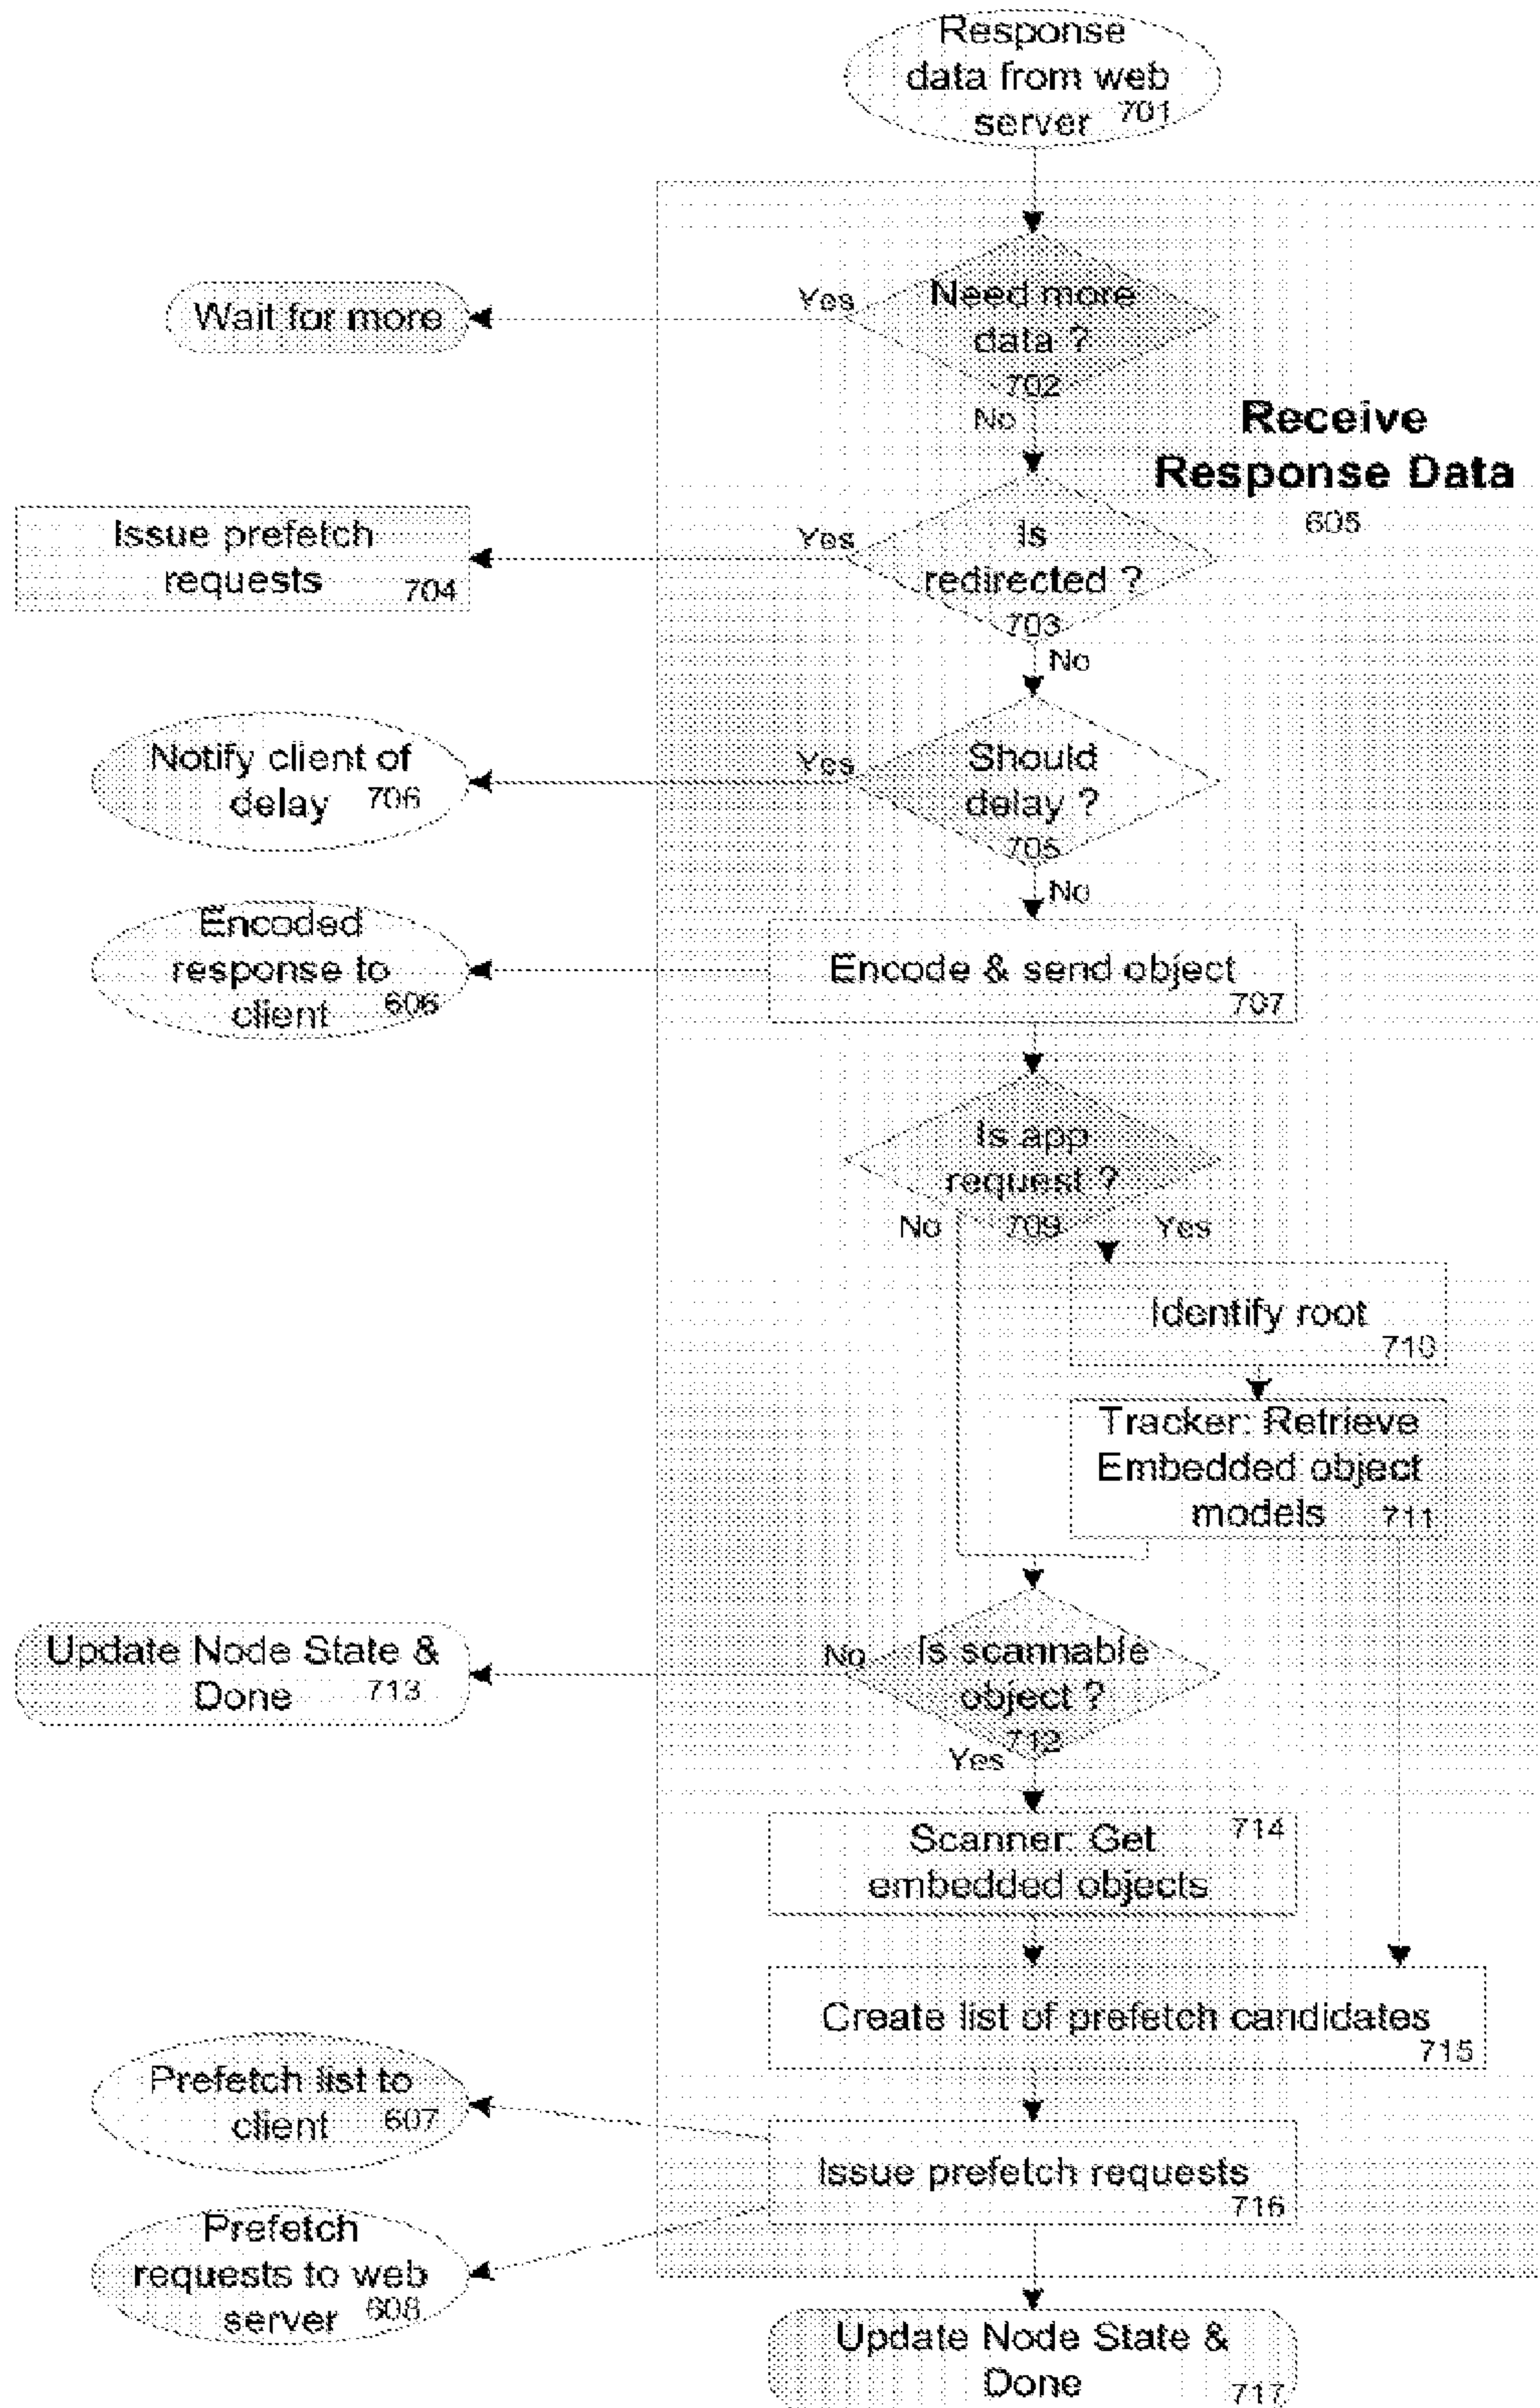 Response
data from web
server 701
Yes
Need more
data ?
702
Wait for more
No
Receive
Response Data
605
Issue prefetch
requests 704
Yes
Is
redirected ?
703
No
Notify client of
delay 706
Yes
Should
delay ?
705
No
Encoded
response to
client 606
Encode & send object
707
Is app
request ?
No 709 Yes
Identify root
710
Tracker: Retrieve
Embedded object
models 711
Update Node State &
Done 713
No
Is scannable
object ?
712
Yes
Scanner: Get 714
embedded objects
Create list of prefetch candidates
715
Prefetch list to
client 607
Issue prefetch requests
716
Prefetch
requests to web
server 608
Update Node State &
Done 717